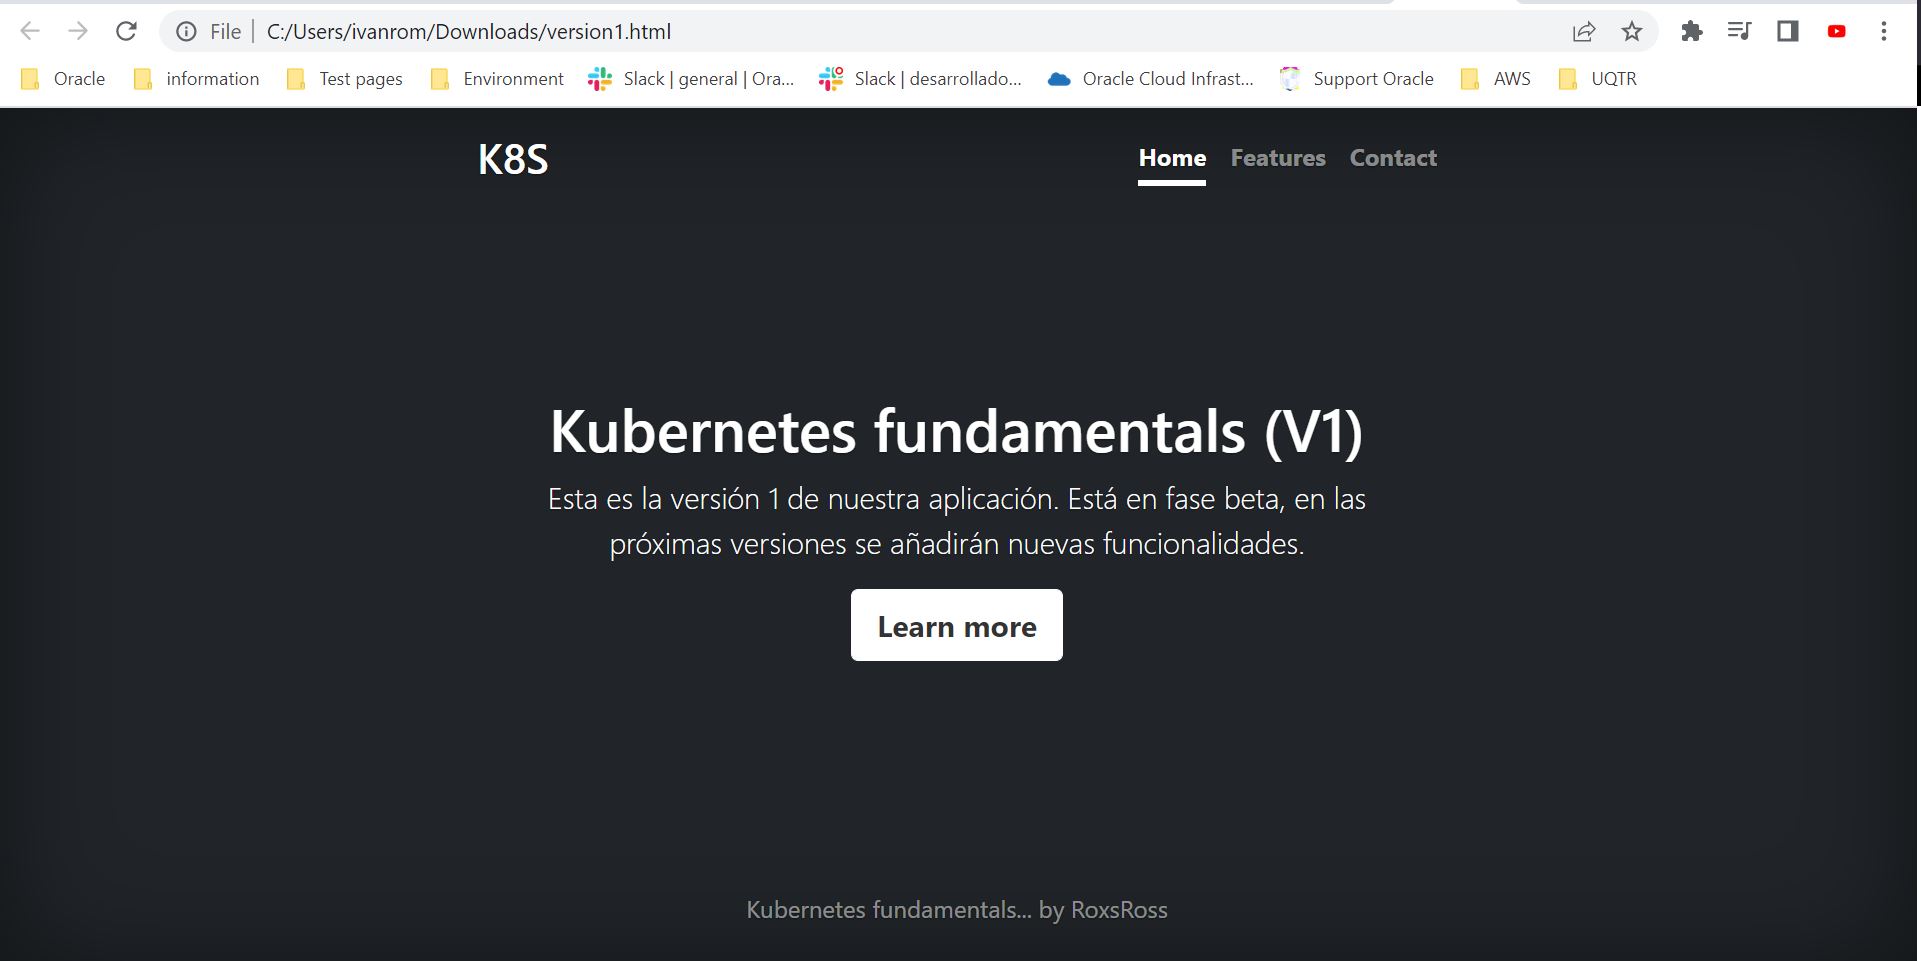 File C:/Users/ivanrom/Downloads/version1.html
Oracle information Test pages Environment Slack | general | Ora... Slack | desarrollado... Oracle Cloud Infrast... Support Oracle AWS UQTR
K8S Home Features Contact
Kubernetes fundamentals (V1)
Esta es la versión 1 de nuestra aplicación. Está en fase beta, en las
próximas versiones se añadirán nuevas funcionalidades.
Learn more
Kubernetes fundamentals... by RoxsRoss